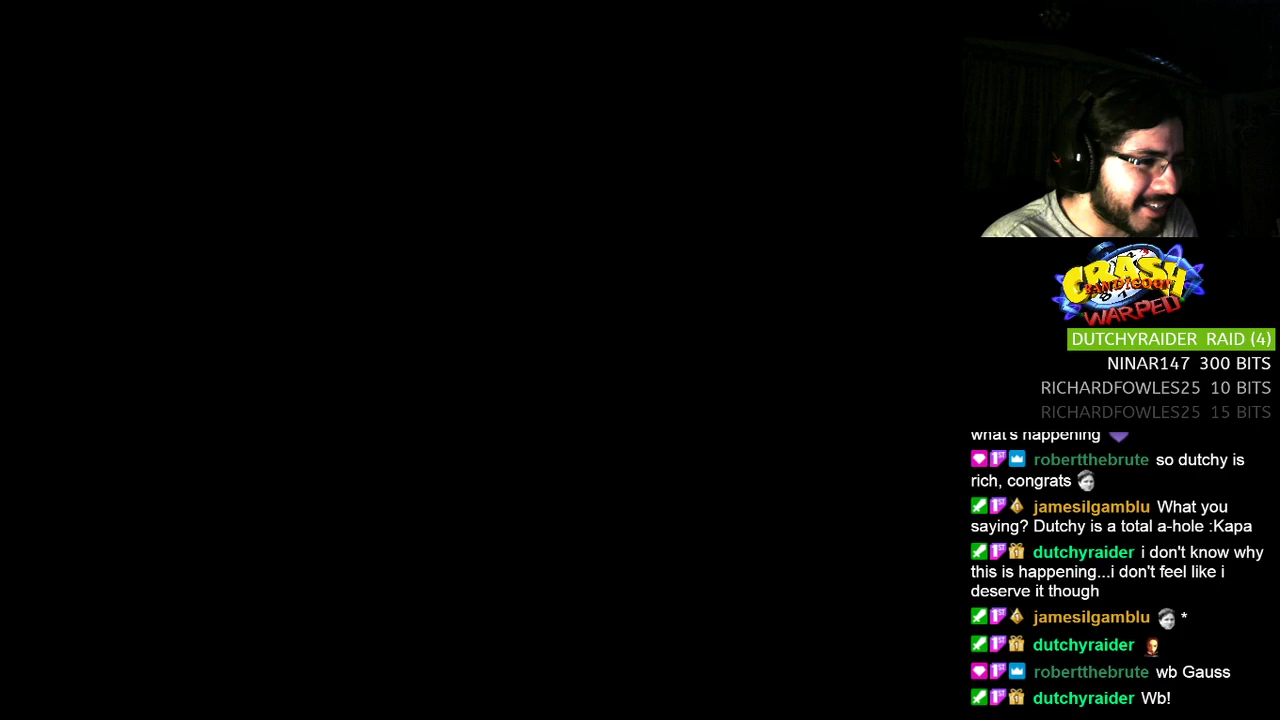 CRASH
BANDICOOT
WARPED
DUTCHYRAIDER RAID (4)
NINAR147 300 BITS
RICHARDFOWLES25 10 BITS
RICHARDFOWLES25 15 BITS
what's happening
robertthebrute so dutchy is
rich, congrats
jamesilgamblu What you
saying? Dutchy is a total a-hole :Kapa
dutchyraider i don't know why
this is happening...i don't feel like i
deserve it though
jamesilgamblu *
dutchyraider
robertthebrute wb Gauss
dutchyraider Wb!